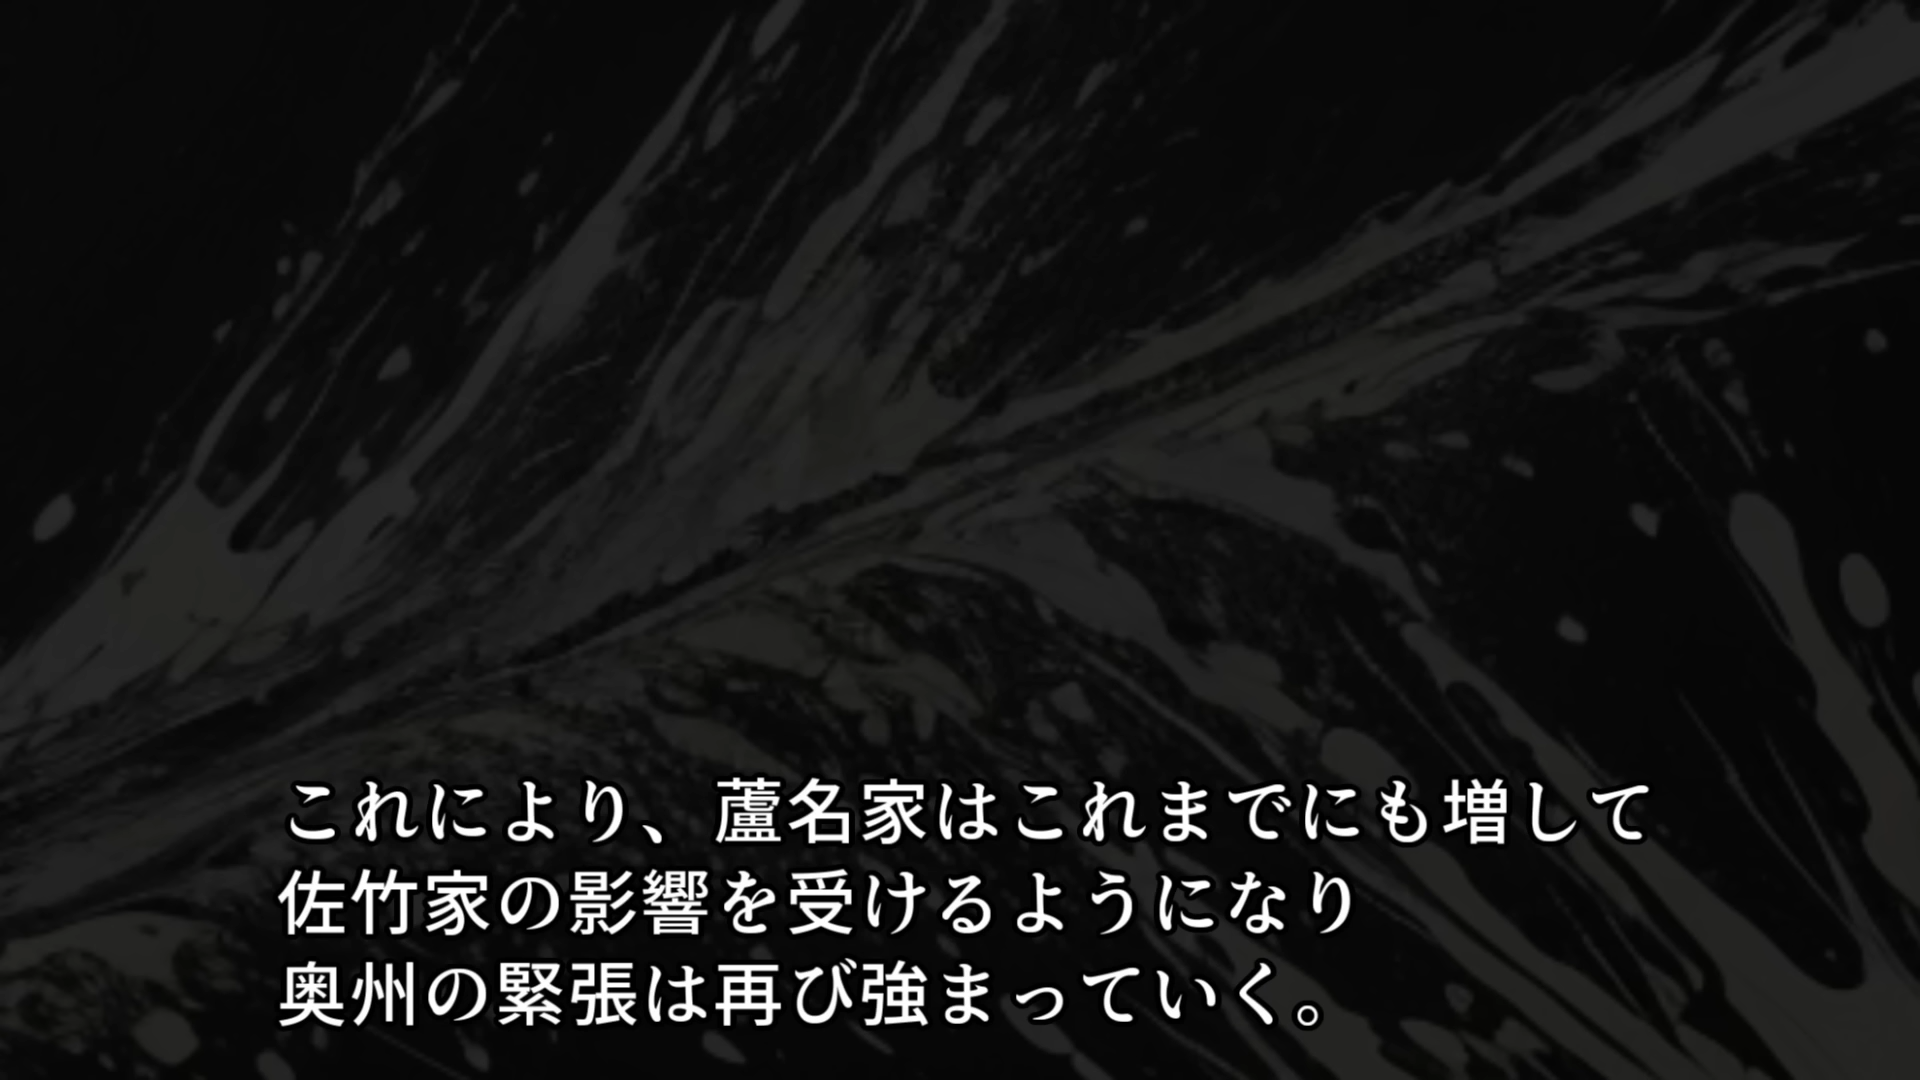 これにより、蘆名家はこれまでにも増して
佐竹家の影響を受けるようになり
奥州の緊張は再び強まっていく。